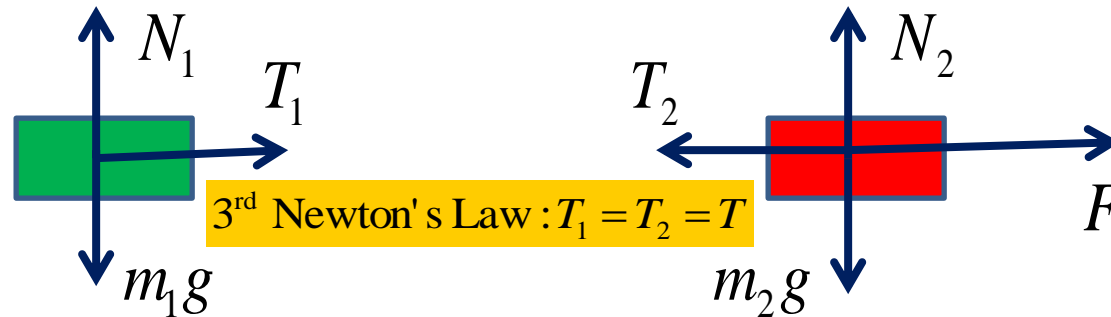 N₁
N₂
T₁
T₂
3ʳᵈ Newton's Law : T₁ = T₂ = T
F
m₁g
m₂g